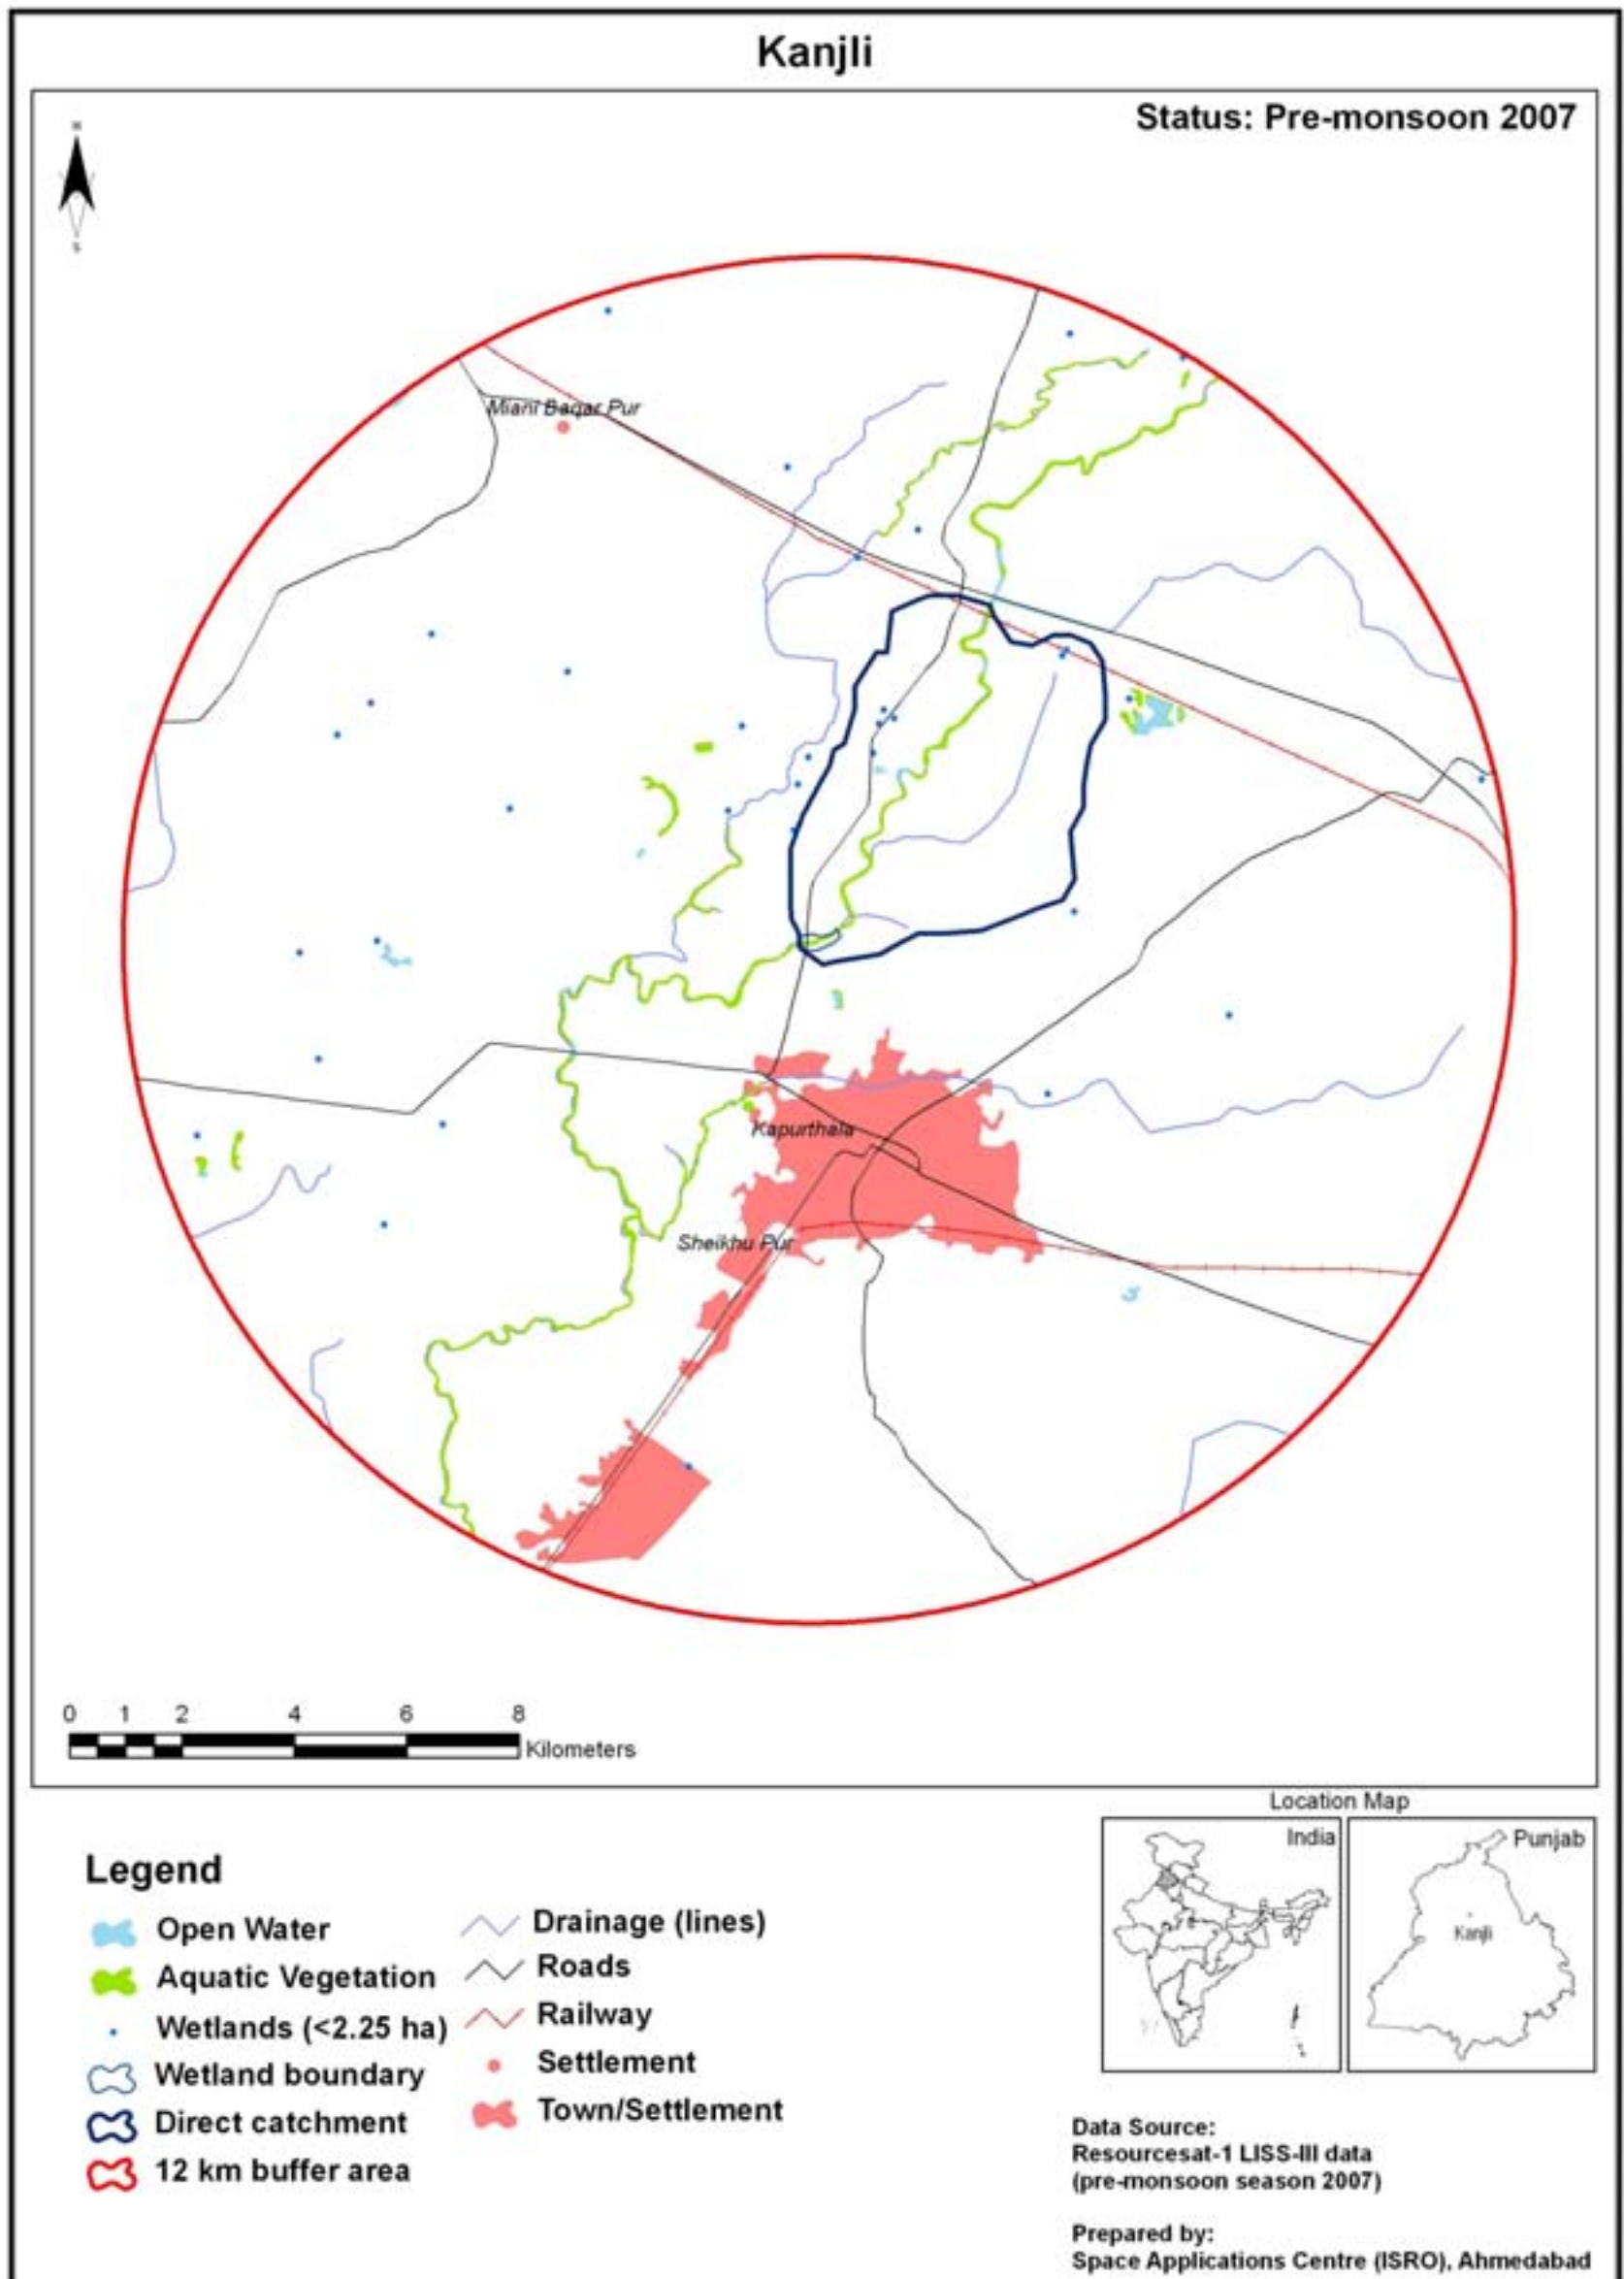 Kanjli
Status: Pre-monsoon 2007
N
S
Miani Baqar Pur
Kapurthala
Sheikhu Pur
0 1 2 4 6 8
Kilometers
Location Map
India
Punjab
Kanjli
Legend
Open Water
Aquatic Vegetation
Wetlands (<2.25 ha)
Wetland boundary
Direct catchment
12 km buffer area
Drainage (lines)
Roads
Railway
Settlement
Town/Settlement
Data Source:
Resourcesat-1 LISS-III data
(pre-monsoon season 2007)
Prepared by:
Space Applications Centre (ISRO), Ahmedabad